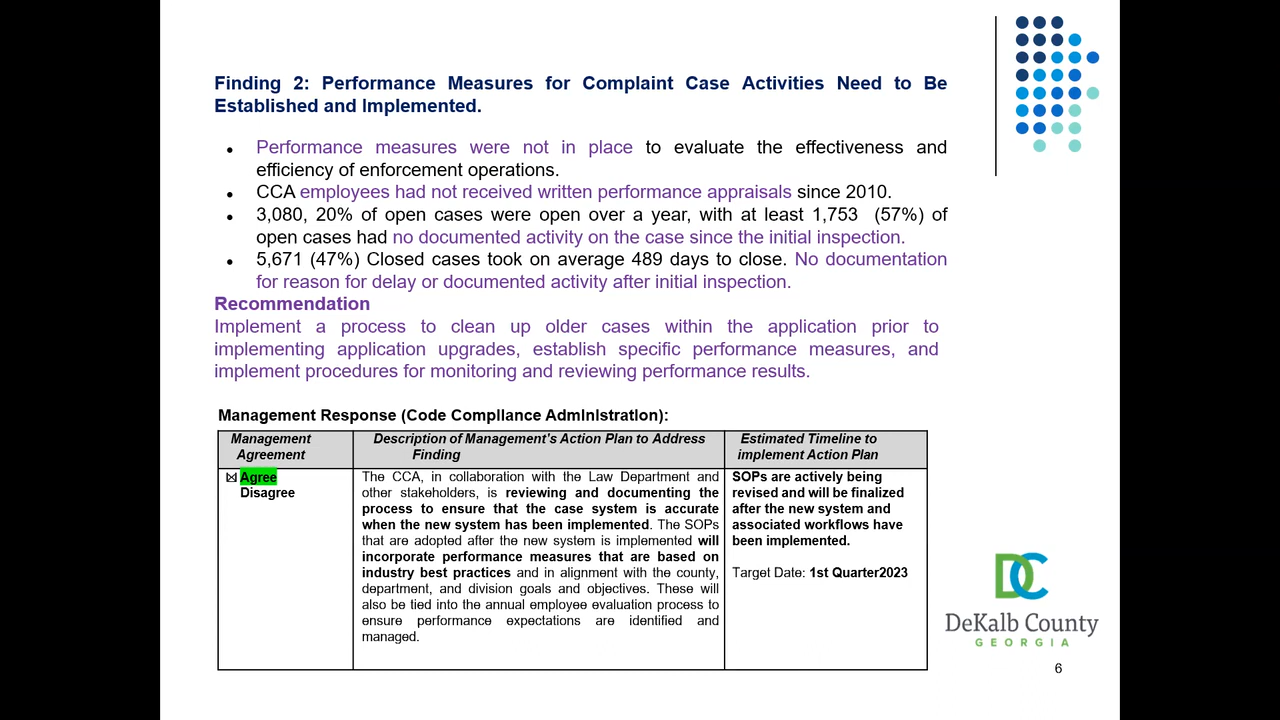 Finding 2: Performance Measures for Complaint Case Activities Need to Be
Established and Implemented.
• Performance measures were not in place to evaluate the effectiveness and
efficiency of enforcement operations.
• CCA employees had not received written performance appraisals since 2010.
• 3,080, 20% of open cases were open over a year, with at least 1,753 (57%) of
open cases had no documented activity on the case since the initial inspection.
• 5,671 (47%) Closed cases took on average 489 days to close. No documentation
for reason for delay or documented activity after initial inspection.
Recommendation
Implement a process to clean up older cases within the application prior to
implementing application upgrades, establish specific performance measures, and
implement procedures for monitoring and reviewing performance results.
Management Response (Code Compliance Administration):
Management
Agreement
Description of Management's Action Plan to Address
Finding
Estimated Timeline to
implement Action Plan
☒ Agree
Disagree
The CCA, in collaboration with the Law Department and
other stakeholders, is reviewing and documenting the
process to ensure that the case system is accurate
when the new system has been implemented. The SOPs
that are adopted after the new system is implemented will
incorporate performance measures that are based on
industry best practices and in alignment with the county,
department, and division goals and objectives. These will
also be tied into the annual employee evaluation process to
ensure performance expectations are identified and
managed.
SOPs are actively being
revised and will be finalized
after the new system and
associated workflows have
been implemented.
Target Date: 1st Quarter2023
DC
DeKalb County
GEORGIA
6